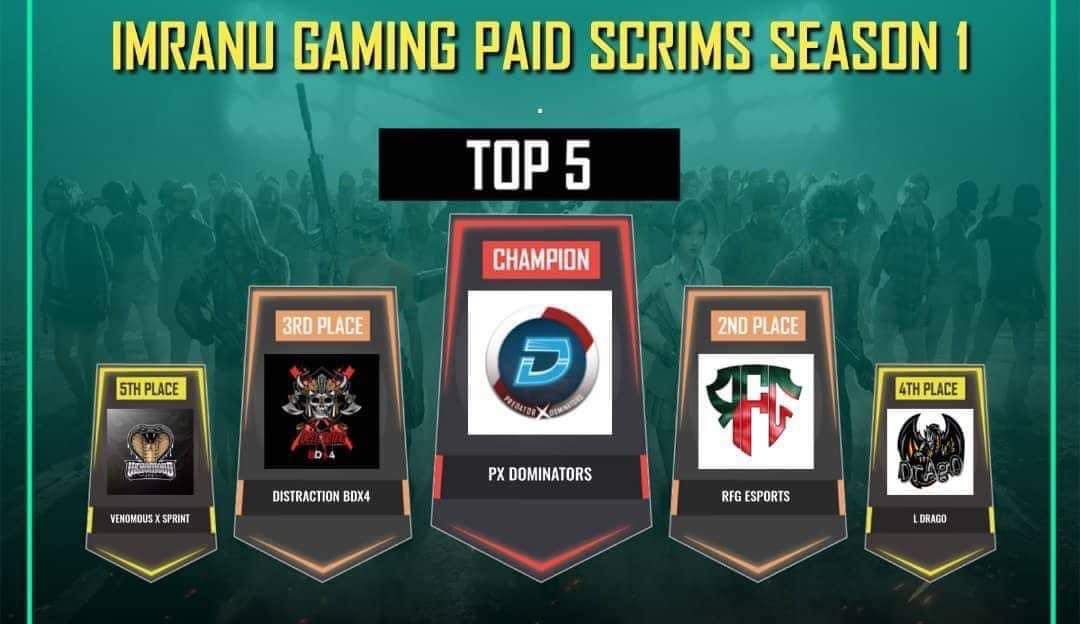 IMRANU GAMING PAID SCRIMS SEASON 1
.
TOP 5
CHAMPION
D
PREDATOR X DOMINATORS
PX DOMINATORS
3RD PLACE
DISTRACTION BDX4
2ND PLACE
RFG
RFG ESPORTS
5TH PLACE
VENOMOUS X SPRINT
4TH PLACE
DRAGO
L DRAGO